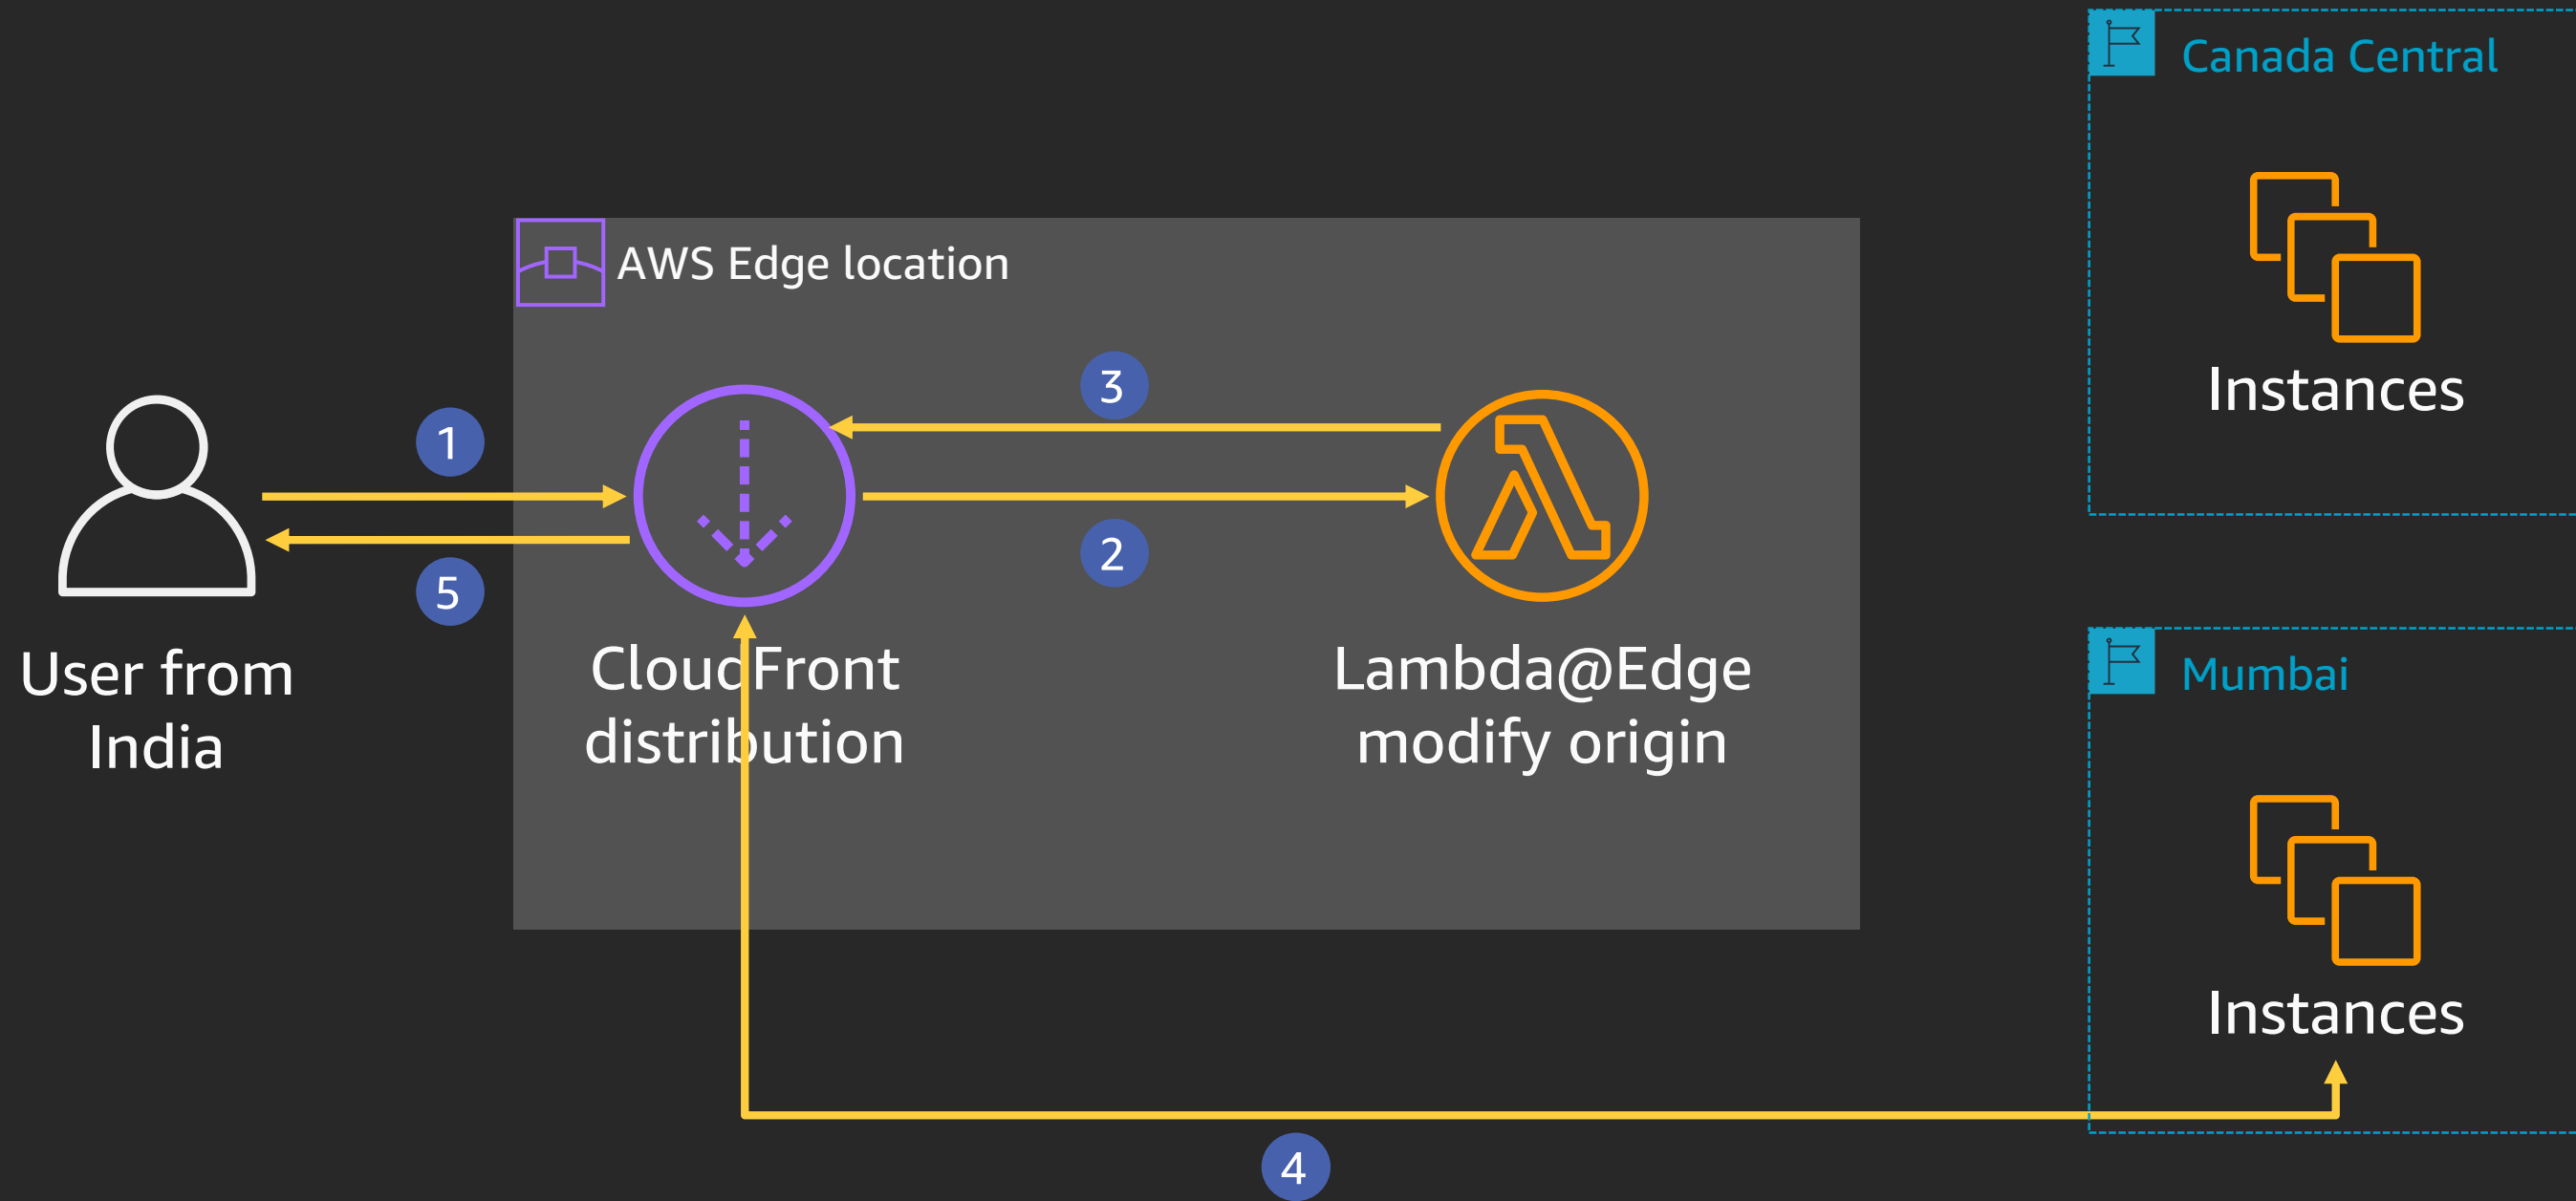 Canada Central
Instances
AWS Edge location
1
3
2
5
User from
India
CloudFront
distribution
Lambda@Edge
modify origin
Mumbai
Instances
4